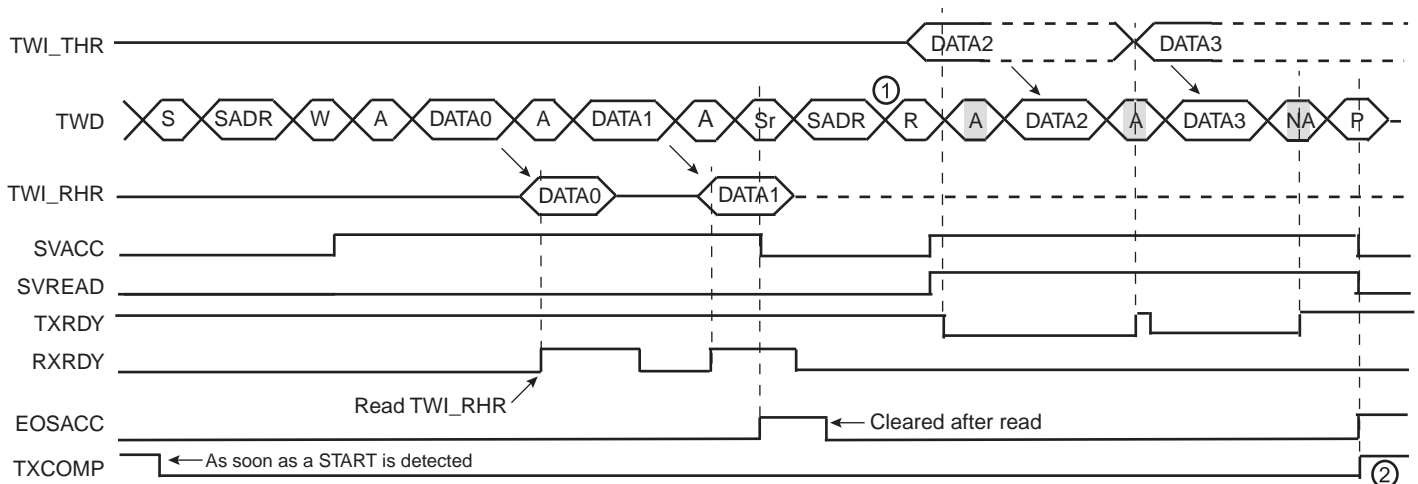 TWI_THR DATA2 DATA3
①
TWD S SADR W A DATA0 A DATA1 A Sr SADR R A DATA2 A DATA3 NA P
TWI_RHR DATA0 DATA1
SVACC
SVREAD
TXRDY
RXRDY
Read TWI_RHR
EOSACC Cleared after read
As soon as a START is detected
TXCOMP ②